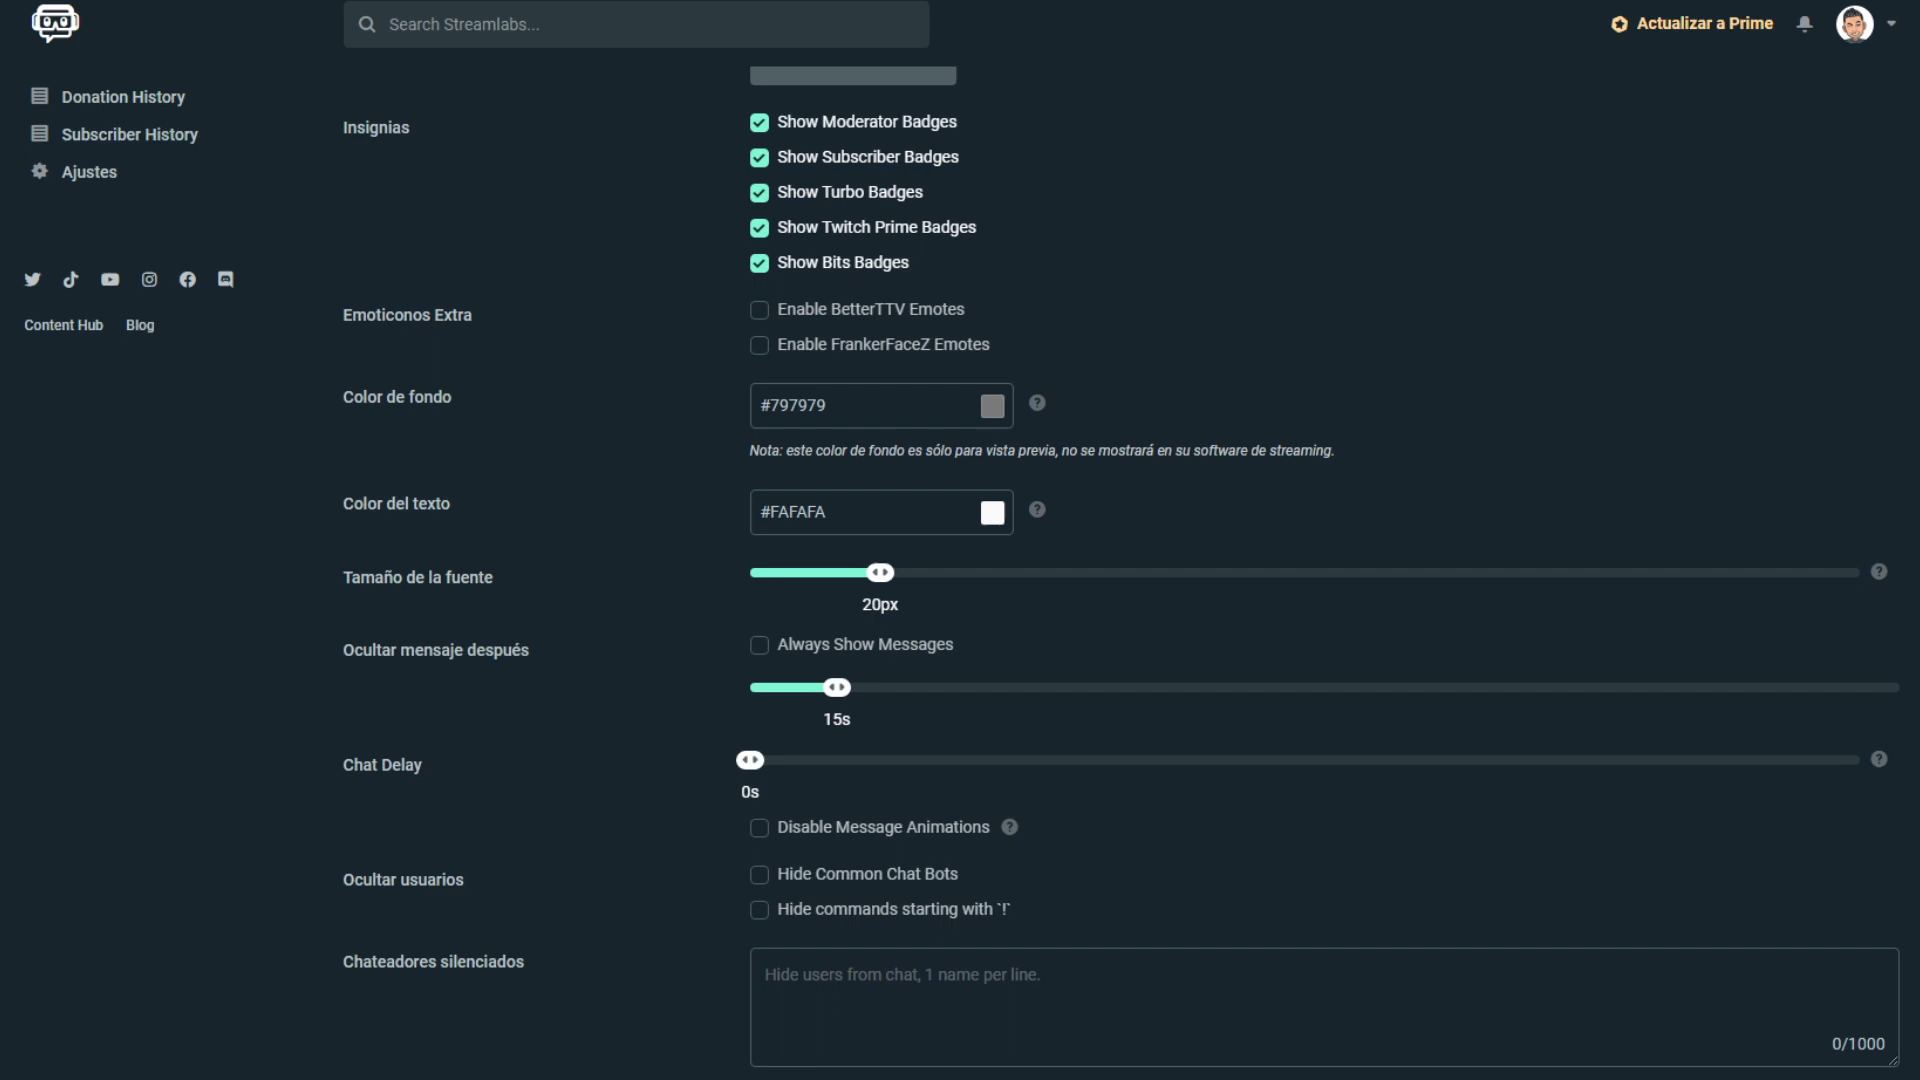 Search Streamlabs...
Actualizar a Prime
Donation History
Subscriber History
Ajustes
Content Hub
Blog
Insignias
Show Moderator Badges
Show Subscriber Badges
Show Turbo Badges
Show Twitch Prime Badges
Show Bits Badges
Emoticonos Extra
Enable BetterTTV Emotes
Enable FrankerFaceZ Emotes
Color de fondo
#797979
?
Nota: este color de fondo es sólo para vista previa, no se mostrará en su software de streaming.
Color del texto
#FAFAFA
?
Tamaño de la fuente
?
20px
Ocultar mensaje después
Always Show Messages
15s
Chat Delay
?
0s
Disable Message Animations ?
Ocultar usuarios
Hide Common Chat Bots
Hide commands starting with `!`
Chateadores silenciados
Hide users from chat, 1 name per line.
0/1000